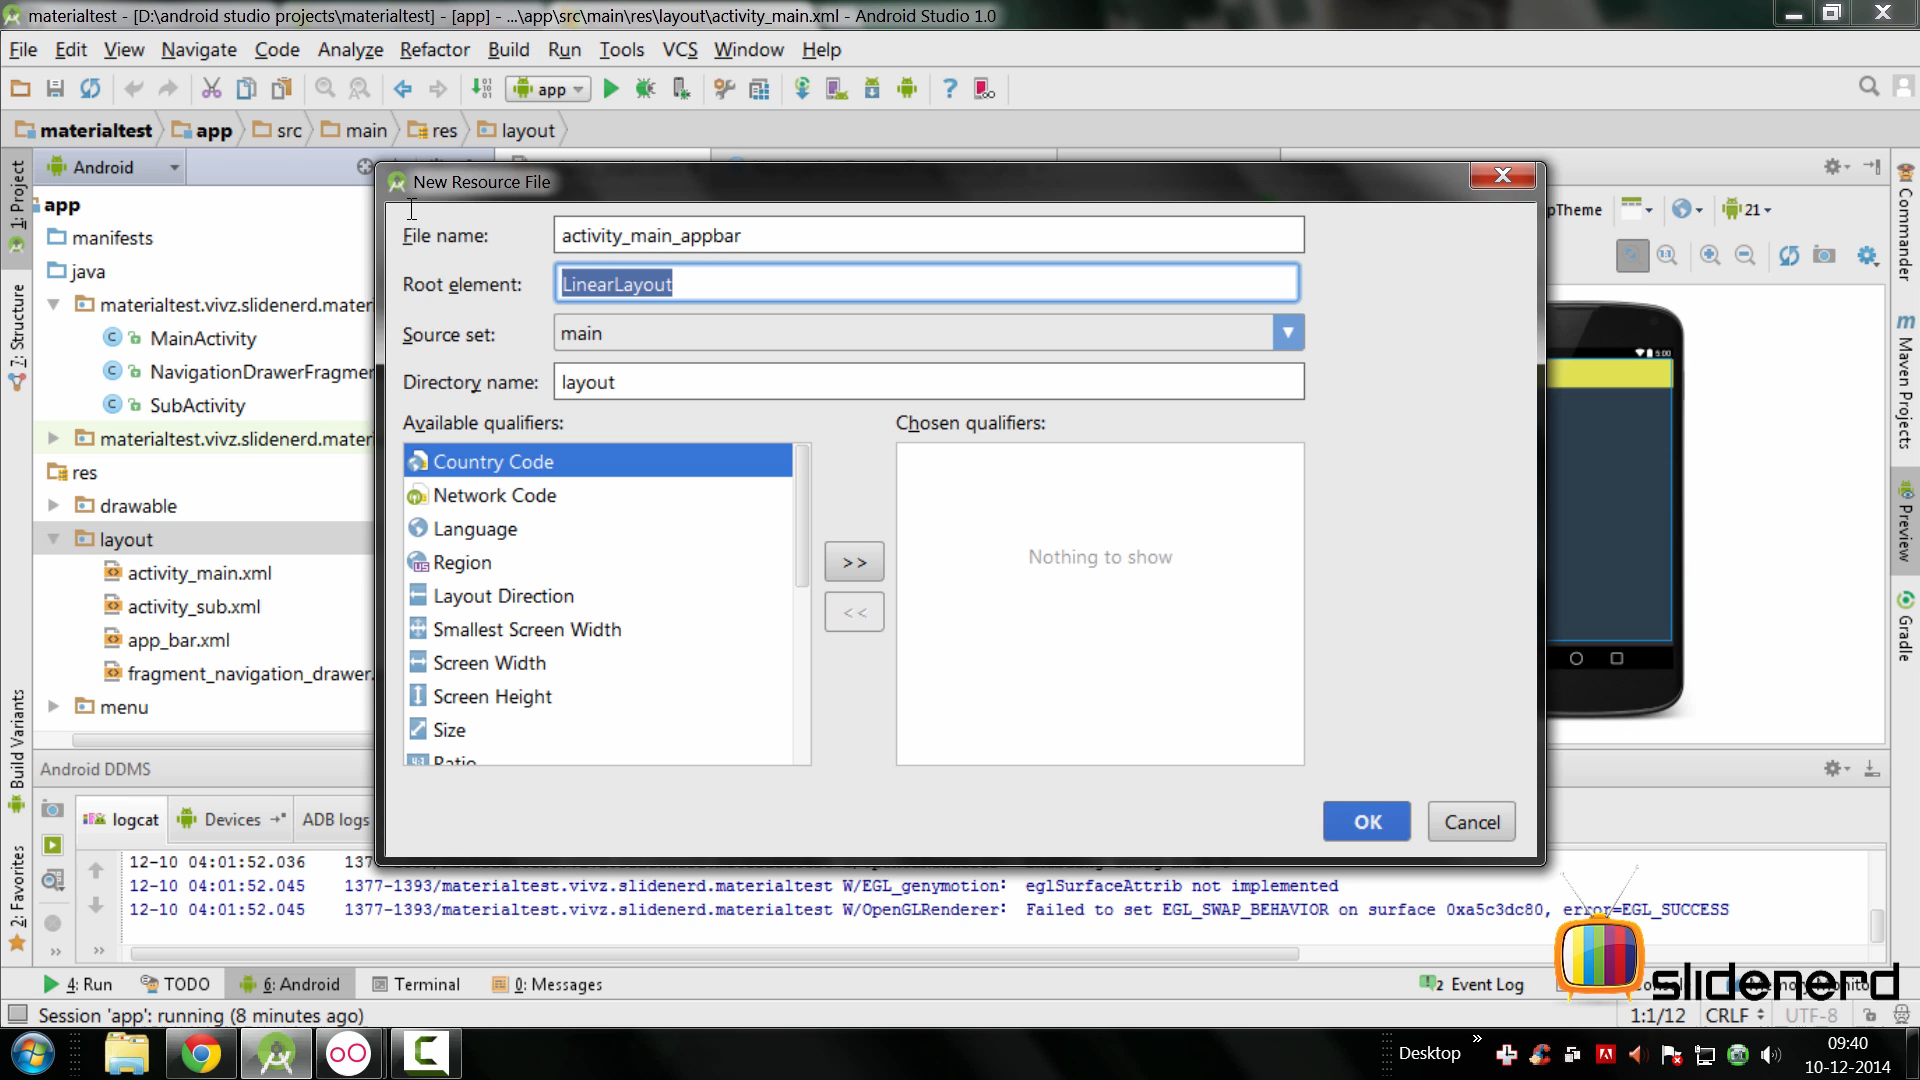 materialtest - [D:\android studio projects\materialtest] - [app] - ...\app\src\main\res\layout\activity_main.xml - Android Studio 1.0
File Edit View Navigate Code Analyze Refactor Build Run Tools VCS Window Help
app
materialtest app src main res layout
Android
1: Project
7: Structure
Build Variants
2: Favorites
app
manifests
java
materialtest.vivz.slidenerd.mater
MainActivity
NavigationDrawerFragmen
SubActivity
materialtest.vivz.slidenerd.mater
res
drawable
layout
activity_main.xml
activity_sub.xml
app_bar.xml
fragment_navigation_drawer.
menu
New Resource File
File name: activity_main_appbar
Root element: LinearLayout
Source set: main
Directory name: layout
Available qualifiers:
Chosen qualifiers:
Country Code
Network Code
Language
Region
Layout Direction
Smallest Screen Width
Screen Width
Screen Height
Size
Ratio
>>
<<
Nothing to show
OK
Cancel
pTheme
21
5:00
Commander
Maven Projects
Preview
Gradle
Android DDMS
logcat Devices ADB logs
12-10 04:01:52.036 137
12-10 04:01:52.045 1377-1393/materialtest.vivz.slidenerd.materialtest W/EGL_genymotion: eglSurfaceAttrib not implemented
12-10 04:01:52.045 1377-1393/materialtest.vivz.slidenerd.materialtest W/OpenGLRenderer: Failed to set EGL_SWAP_BEHAVIOR on surface 0xa5c3dc80, error=EGL_SUCCESS
4: Run TODO 6: Android Terminal 0: Messages
2 Event Log
slidenerd
Session 'app': running (8 minutes ago)
1:1/12 CRLF UTF-8
Desktop
09:40
10-12-2014